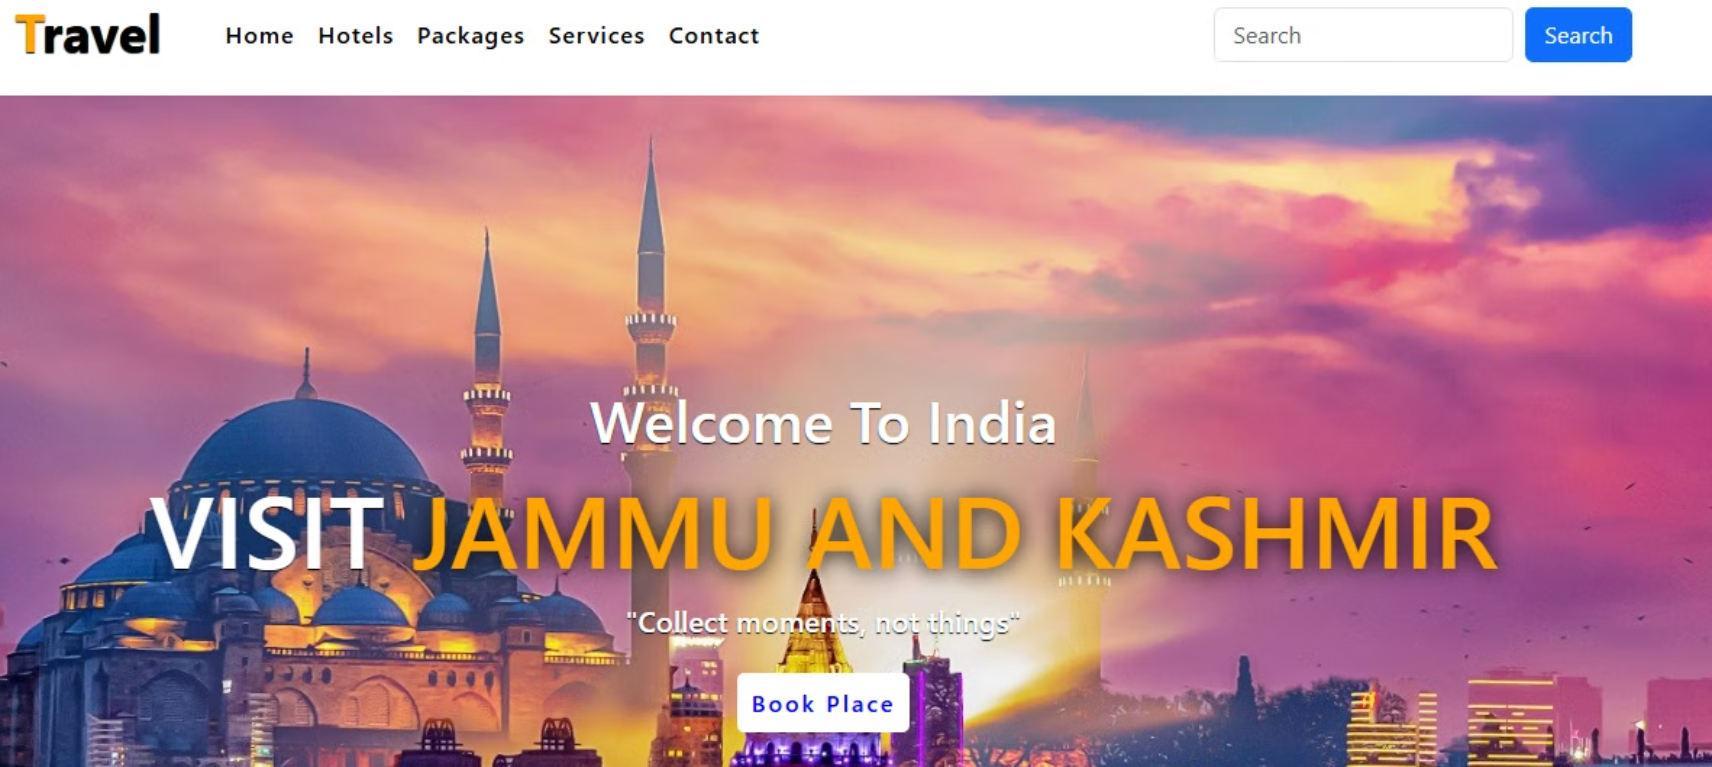 Travel Home Hotels Packages Services Contact Search Search
Welcome To India
VISIT JAMMU AND KASHMIR
"Collect moments, not things"
Book Place